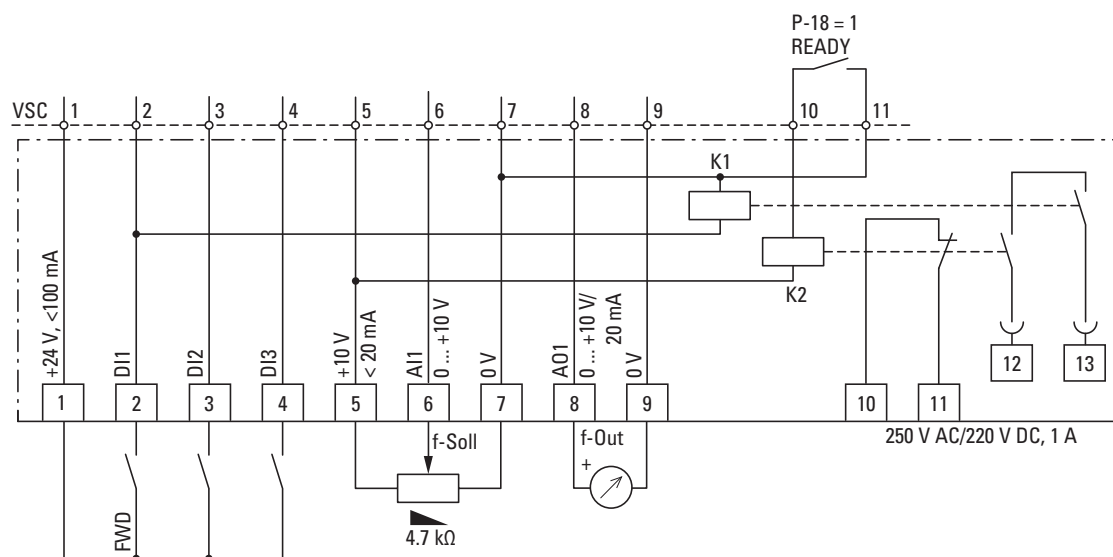 P-18 = 1
READY
VSC 1 2 3 4 5 6 7 8 9 10 11
K1
K2
+24 V, <100 mA
DI1
DI2
DI3
+10 V
< 20 mA
AI1
0 ... +10 V
0 V
AO1
0 ... +10 V/
20 mA
0 V
12 13
1 2 3 4 5 6 7 8 9 10 11
250 V AC/220 V DC, 1 A
f-Soll
f-Out
+
FWD
4.7 kΩ